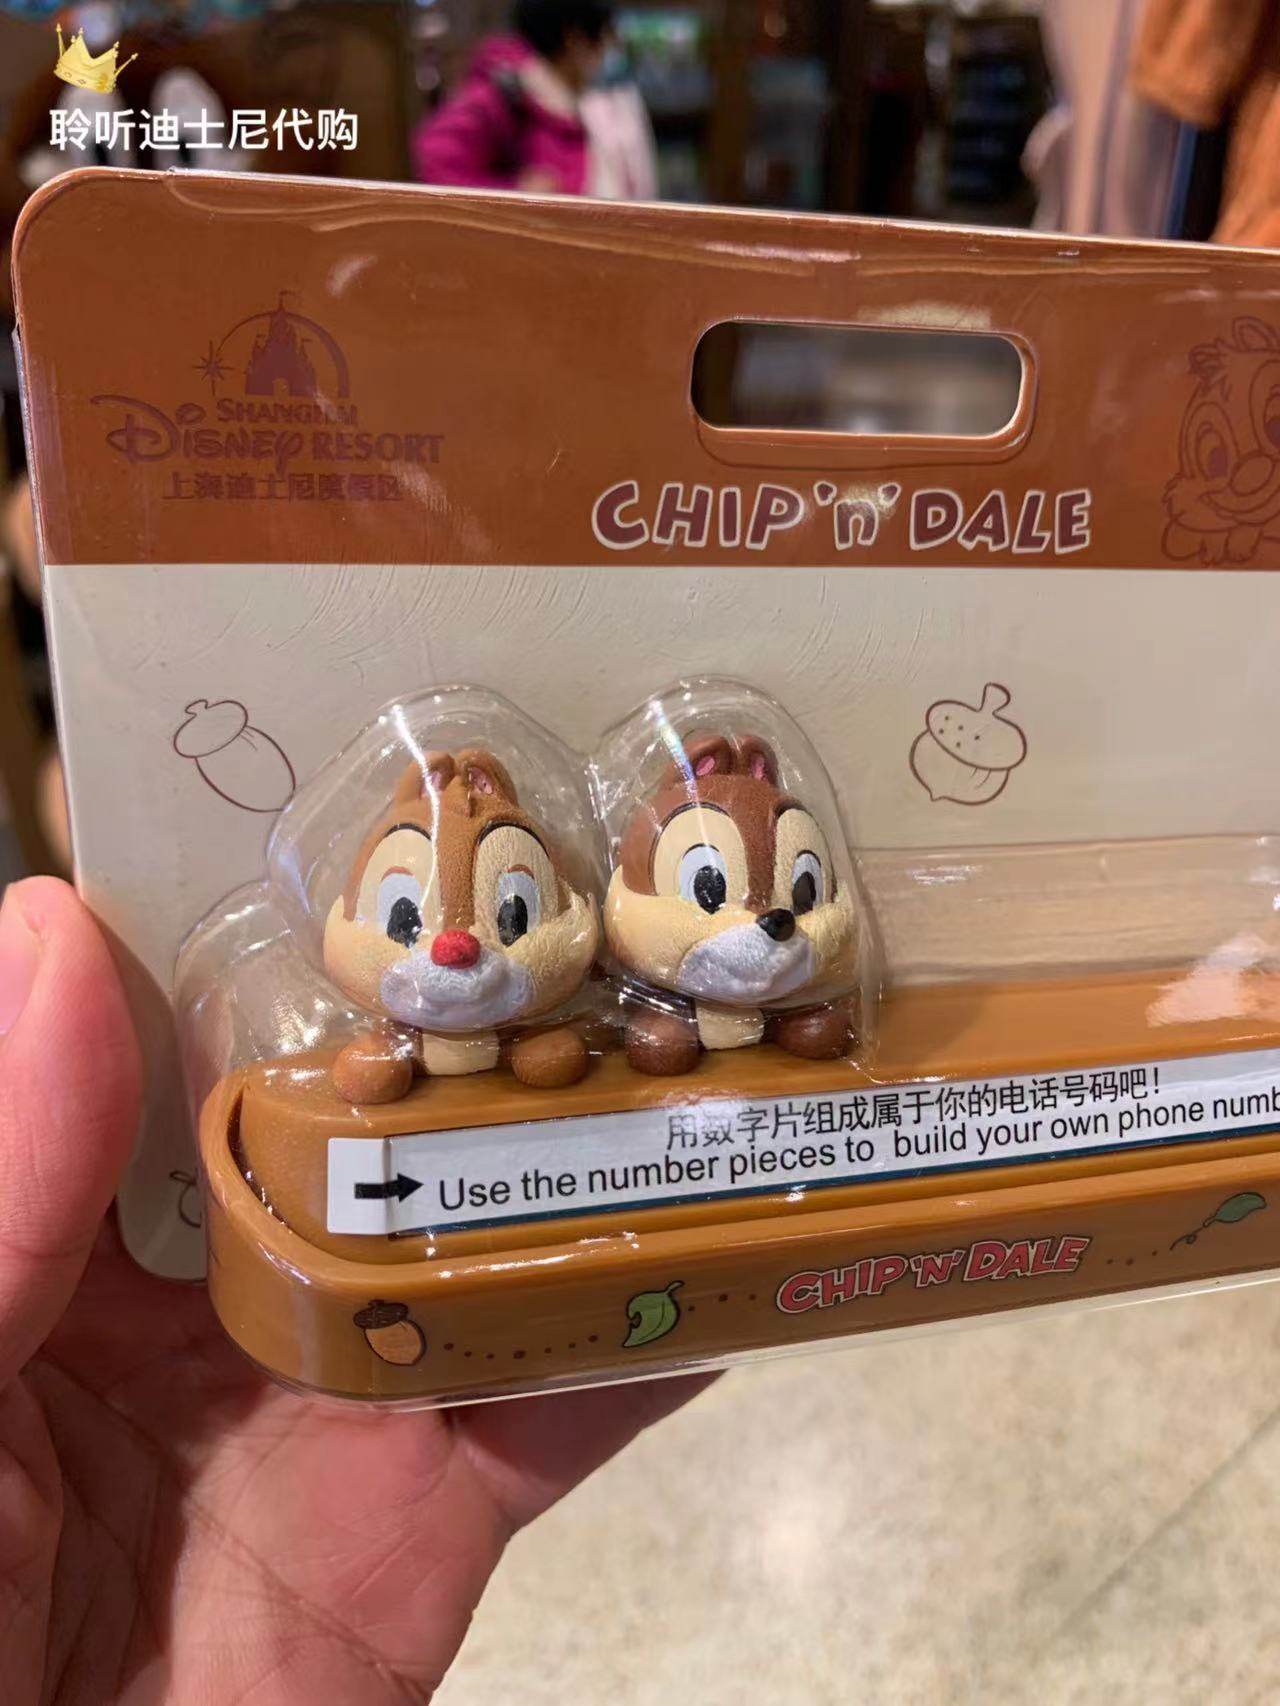 聆听迪士尼代购
SHANGHAI
DISNEY RESORT
上海迪士尼度假区
CHIP 'n' DALE
用数字片组成属于你的电话号码吧！
Use the number pieces to build your own phone numb
CHIP 'N' DALE